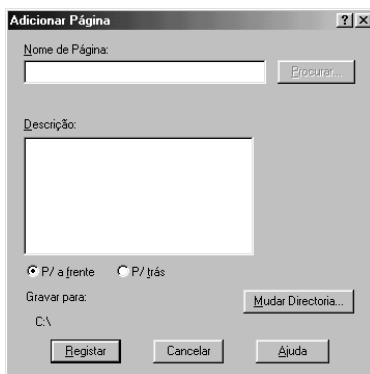 Adicionar Página
Nome de Página:
Procurar...
Descrição:
P/ a frente P/ trás
Gravar para:
Mudar Directoria...
C:\
Registar Cancelar Ajuda